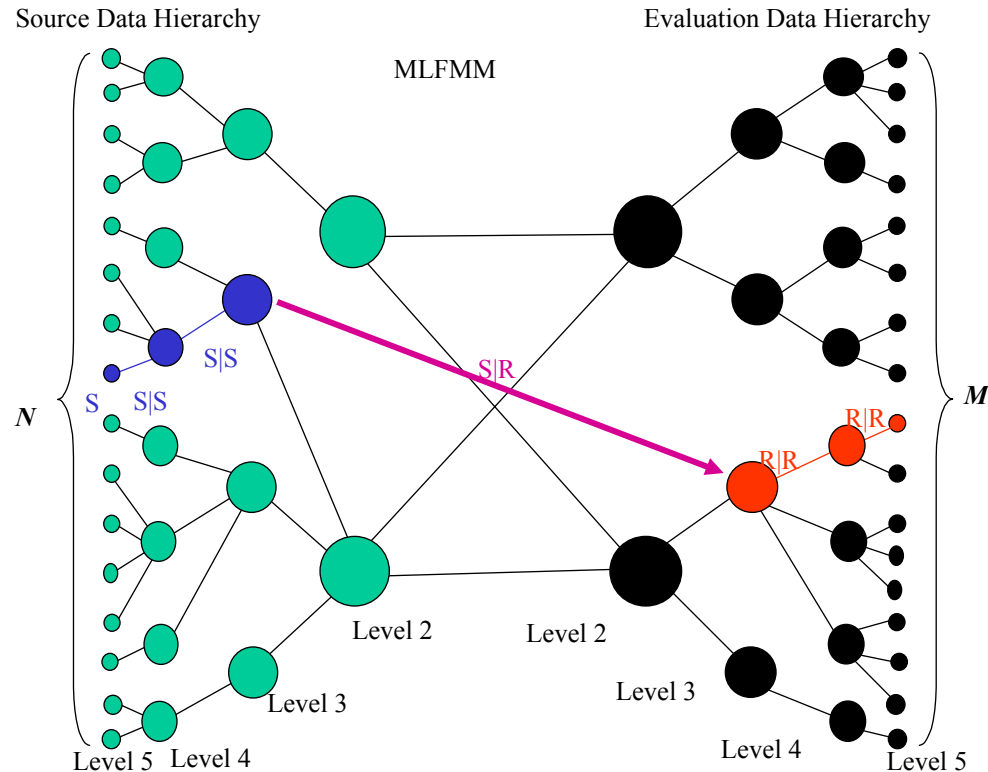 Source Data Hierarchy
Evaluation Data Hierarchy
MLFMM
S|S
S|R
S
S|S
N
M
R|R
R|R
Level 2
Level 2
Level 3
Level 3
Level 5
Level 4
Level 4
Level 5